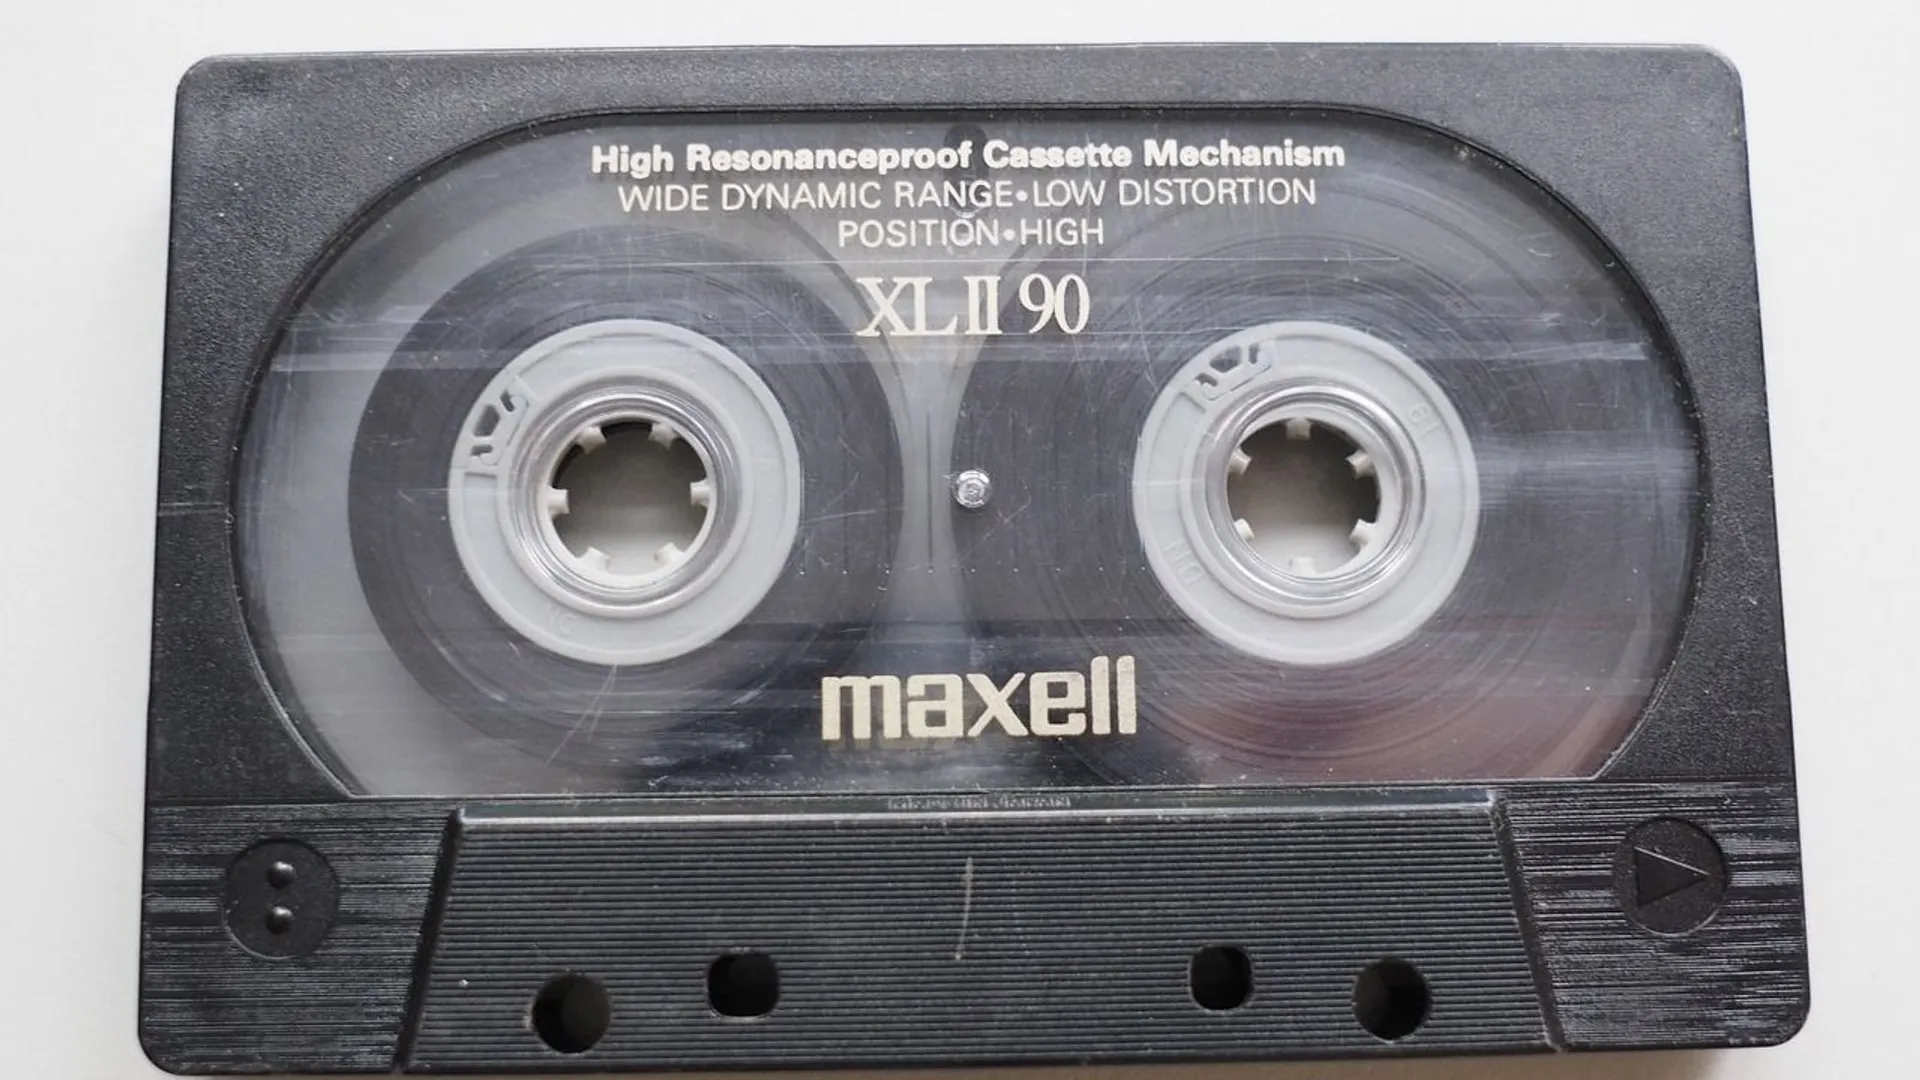 High Resonanceproof Cassette Mechanism
WIDE DYNAMIC RANGE•LOW DISTORTION
POSITION•HIGH
XL II 90
maxell